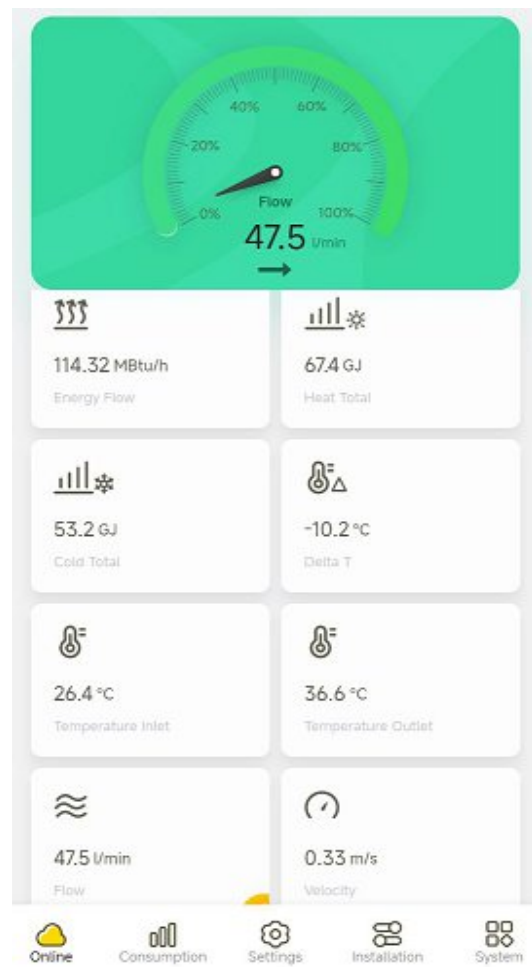 40% 60%
20% 80%
0% Flow 100%
47.5 l/min
114.32 MBtu/h 67.4 GJ
Energy Flow Heat Total
53.2 GJ -10.2 °C
Cold Total Delta T
26.4 °C 36.6 °C
Temperature Inlet Temperature Outlet
47.5 l/min 0.33 m/s
Flow Velocity
Online Consumption Settings Installation System